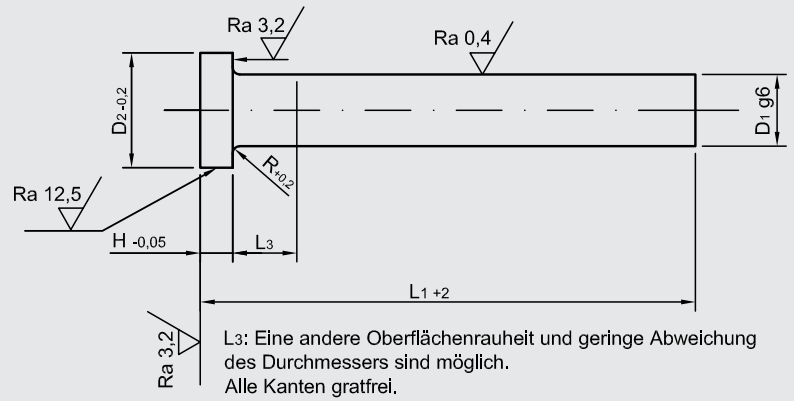 Ra 3,2
Ra 0,4
D2 -0,2
D1 g6
R+0,2
Ra 12,5
H -0,05
L3
L1 +2
Ra 3,2
L3: Eine andere Oberflächenrauheit und geringe Abweichung
des Durchmessers sind möglich.
Alle Kanten gratfrei.